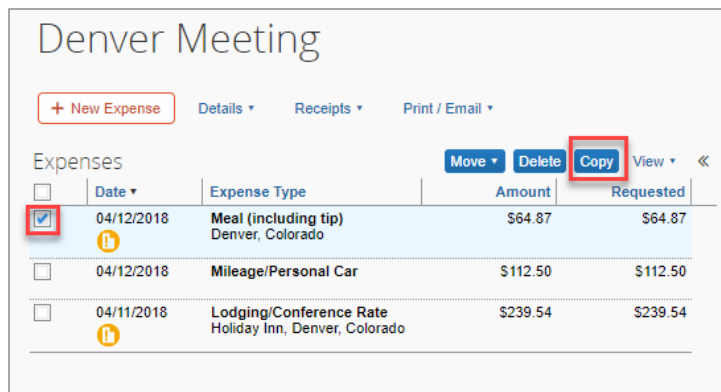 Denver Meeting
+ New Expense Details ▾ Receipts ▾ Print / Email ▾
Expenses Move ▾ Delete Copy View ▾ «
Date ▾ Expense Type Amount Requested
04/12/2018 Meal (including tip) $64.87 $64.87
Denver, Colorado
04/12/2018 Mileage/Personal Car $112.50 $112.50
04/11/2018 Lodging/Conference Rate $239.54 $239.54
Holiday Inn, Denver, Colorado